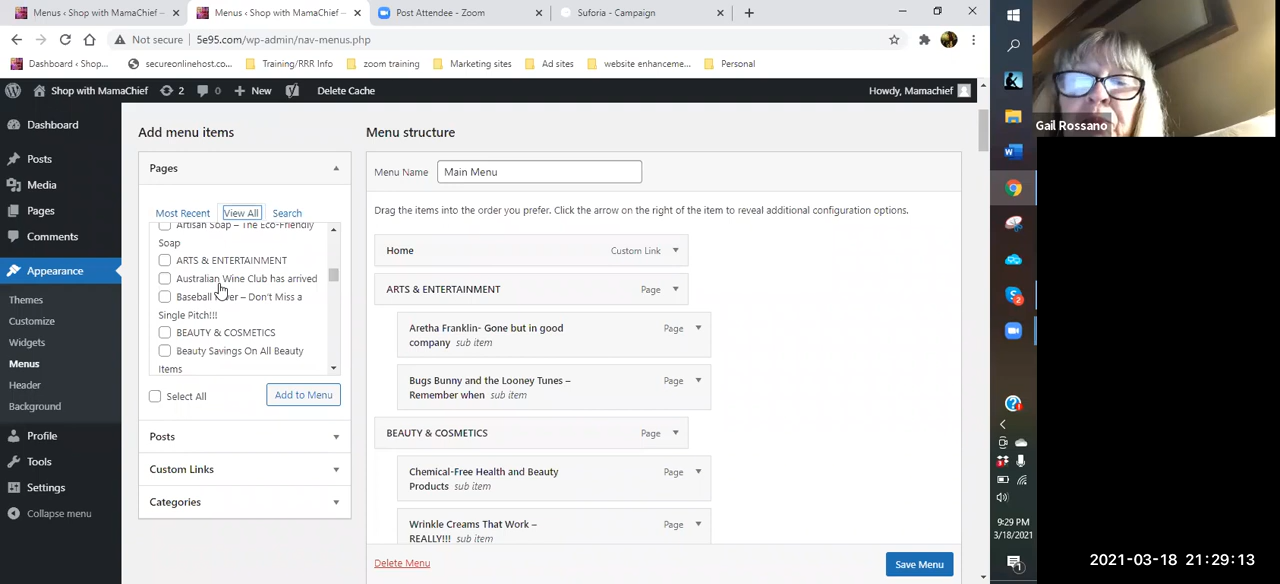 Menus ‹ Shop with MamaChief —
Menus ‹ Shop with MamaChief —
Post Attendee - Zoom
Suforia - Campaign
Not secure
5e95.com/wp-admin/nav-menus.php
Dashboard ‹ Shop...
secureonlinehost.co...
Training/RRR Info
zoom training
Marketing sites
Ad sites
website enhanceme...
Personal
Shop with MamaChief
2
0
New
Delete Cache
Howdy, Mamachief
Dashboard
Posts
Media
Pages
Comments
Appearance
Themes
Customize
Widgets
Menus
Header
Background
Profile
Tools
Settings
Collapse menu
Add menu items
Pages
Most Recent
View All
Search
Artisan Soap – The Eco-Friendly
Soap
ARTS & ENTERTAINMENT
Australian Wine Club has arrived
Baseball – Don't Miss a
Single Pitch!!!
BEAUTY & COSMETICS
Beauty Savings On All Beauty
Items
Select All
Add to Menu
Posts
Custom Links
Categories
Menu structure
Menu Name
Main Menu
Drag the items into the order you prefer. Click the arrow on the right of the item to reveal additional configuration options.
Home
Custom Link
ARTS & ENTERTAINMENT
Page
Aretha Franklin- Gone but in good
company sub item
Page
Bugs Bunny and the Looney Tunes –
Remember when sub item
Page
BEAUTY & COSMETICS
Page
Chemical-Free Health and Beauty
Products sub item
Page
Wrinkle Creams That Work –
REALLY!!! sub item
Page
Delete Menu
Save Menu
Gail Rossano
9:29 PM
3/18/2021
2021-03-18 21:29:13